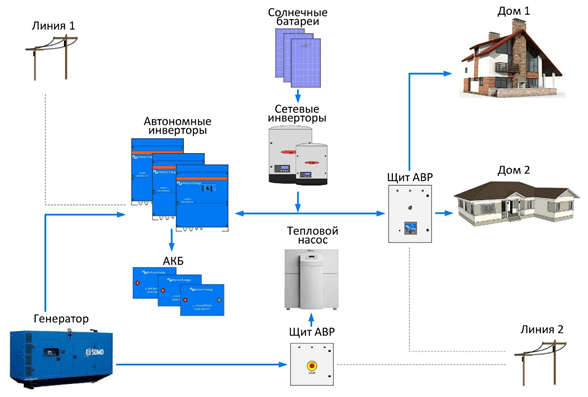 Солнечные
батареи
Дом 1
Линия 1
Автономные
инверторы
Сетевые
инверторы
Щит АВР
Дом 2
Тепловой
насос
АКБ
Генератор
Щит АВР
Линия 2
SDMO